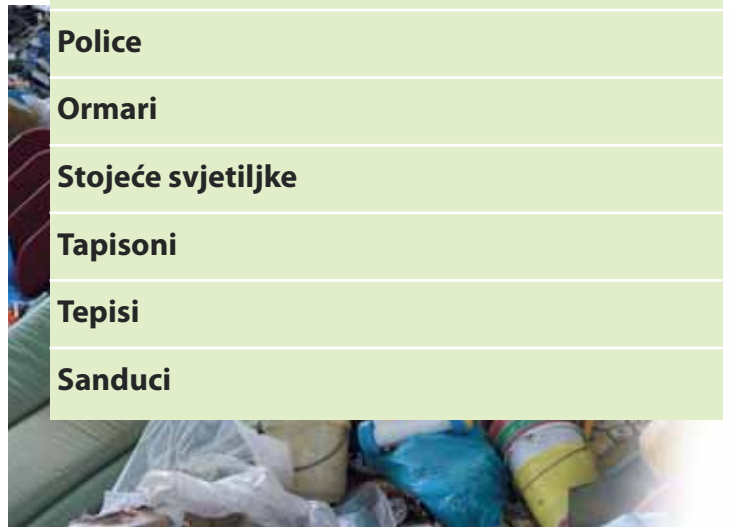 Police
Ormari
Stojeće svjetiljke
Tapisoni
Tepisi
Sanduci